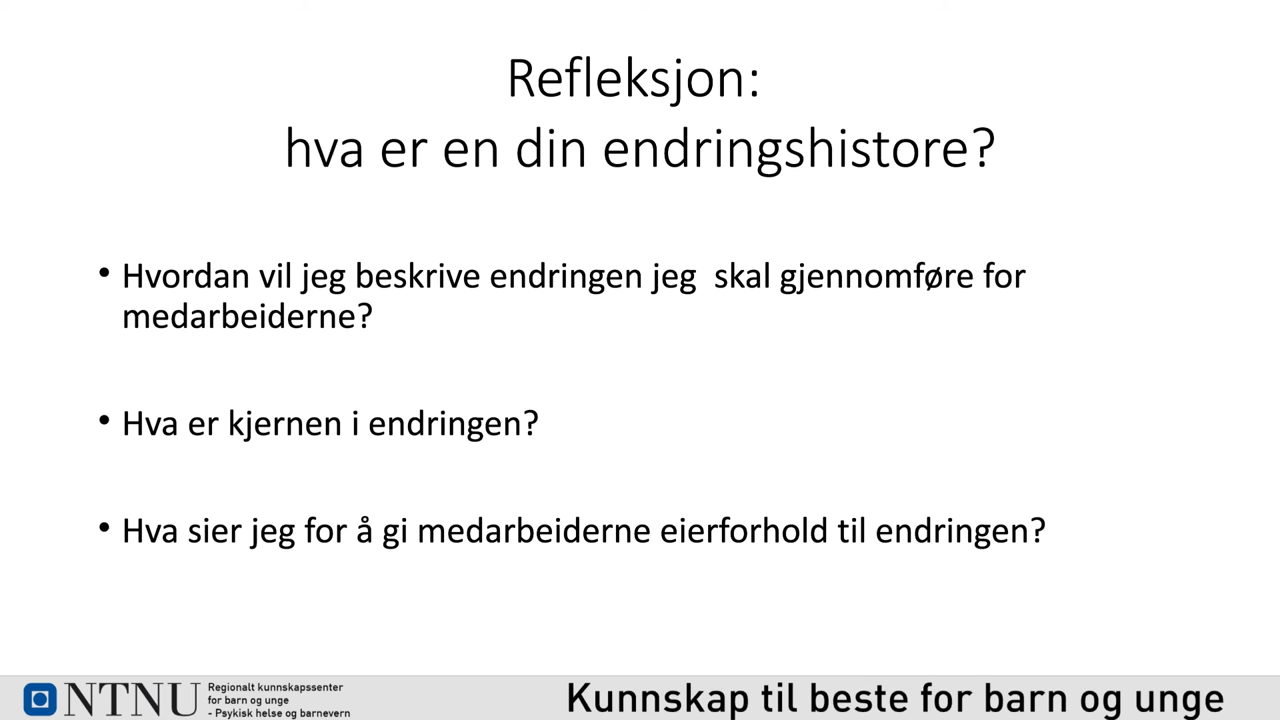 Refleksjon:
hva er en din endringshistore?
• Hvordan vil jeg beskrive endringen jeg  skal gjennomføre for
medarbeiderne?
• Hva er kjernen i endringen?
• Hva sier jeg for å gi medarbeiderne eierforhold til endringen?
NTNU
Regionalt kunnskapssenter
for barn og unge
- Psykisk helse og barnevern
Kunnskap til beste for barn og unge